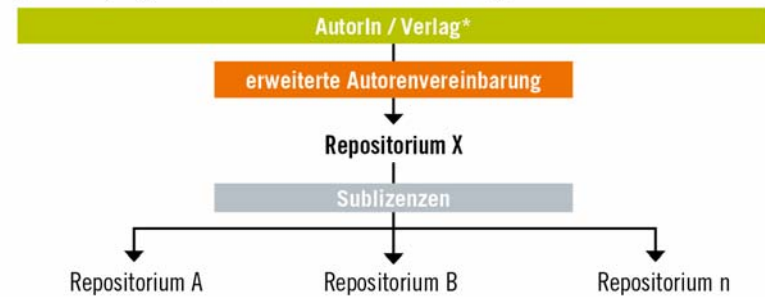 AutorIn / Verlag*
erweiterte Autorenvereinbarung
Repositorium X
Sublizenzen
Repositorium A Repositorium B Repositorium n